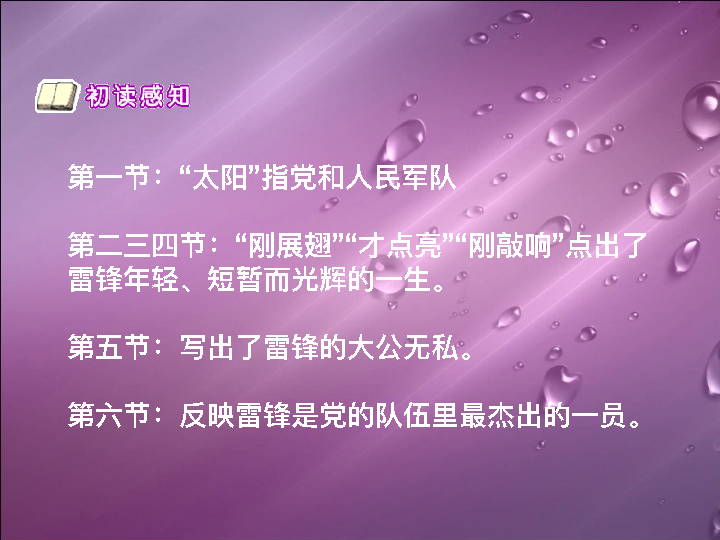 初读感知
第一节：“太阳”指党和人民军队
第二三四节：“刚展翅”“才点亮”“刚敲响”点出了
雷锋年轻、短暂而光辉的一生。
第五节：写出了雷锋的大公无私。
第六节：反映雷锋是党的队伍里最杰出的一员。